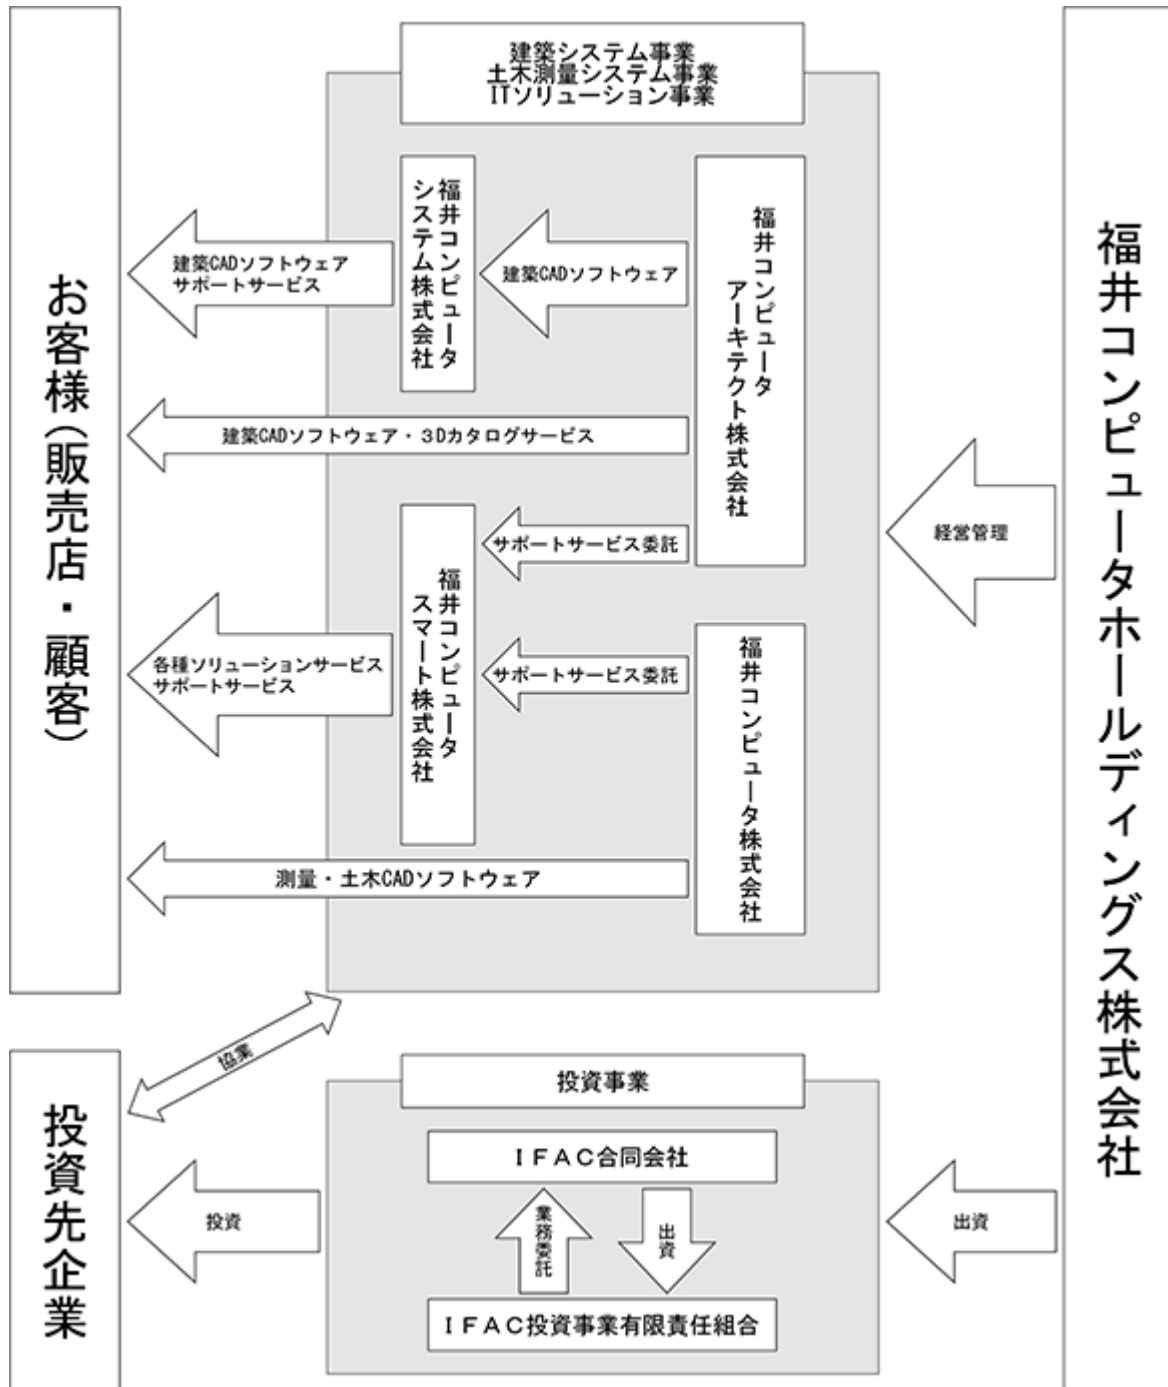 建築システム事業
土木測量システム事業
ITソリューション事業
福井コンピュータホールディングス株式会社
経営管理
福井コンピュータ
アーキテクト株式会社
建築CADソフトウェア
福井コンピュータ
システム株式会社
建築CADソフトウェア
サポートサービス
建築CADソフトウェア・3Dカタログサービス
サポートサービス委託
福井コンピュータ
スマート株式会社
サポートサービス委託
福井コンピュータ株式会社
各種ソリューションサービス
サポートサービス
測量・土木CADソフトウェア
お客様(販売店・顧客)
協業
投資事業
IFAC合同会社
業務
委託
出資
IFAC投資事業有限責任組合
出資
投資
投資先企業